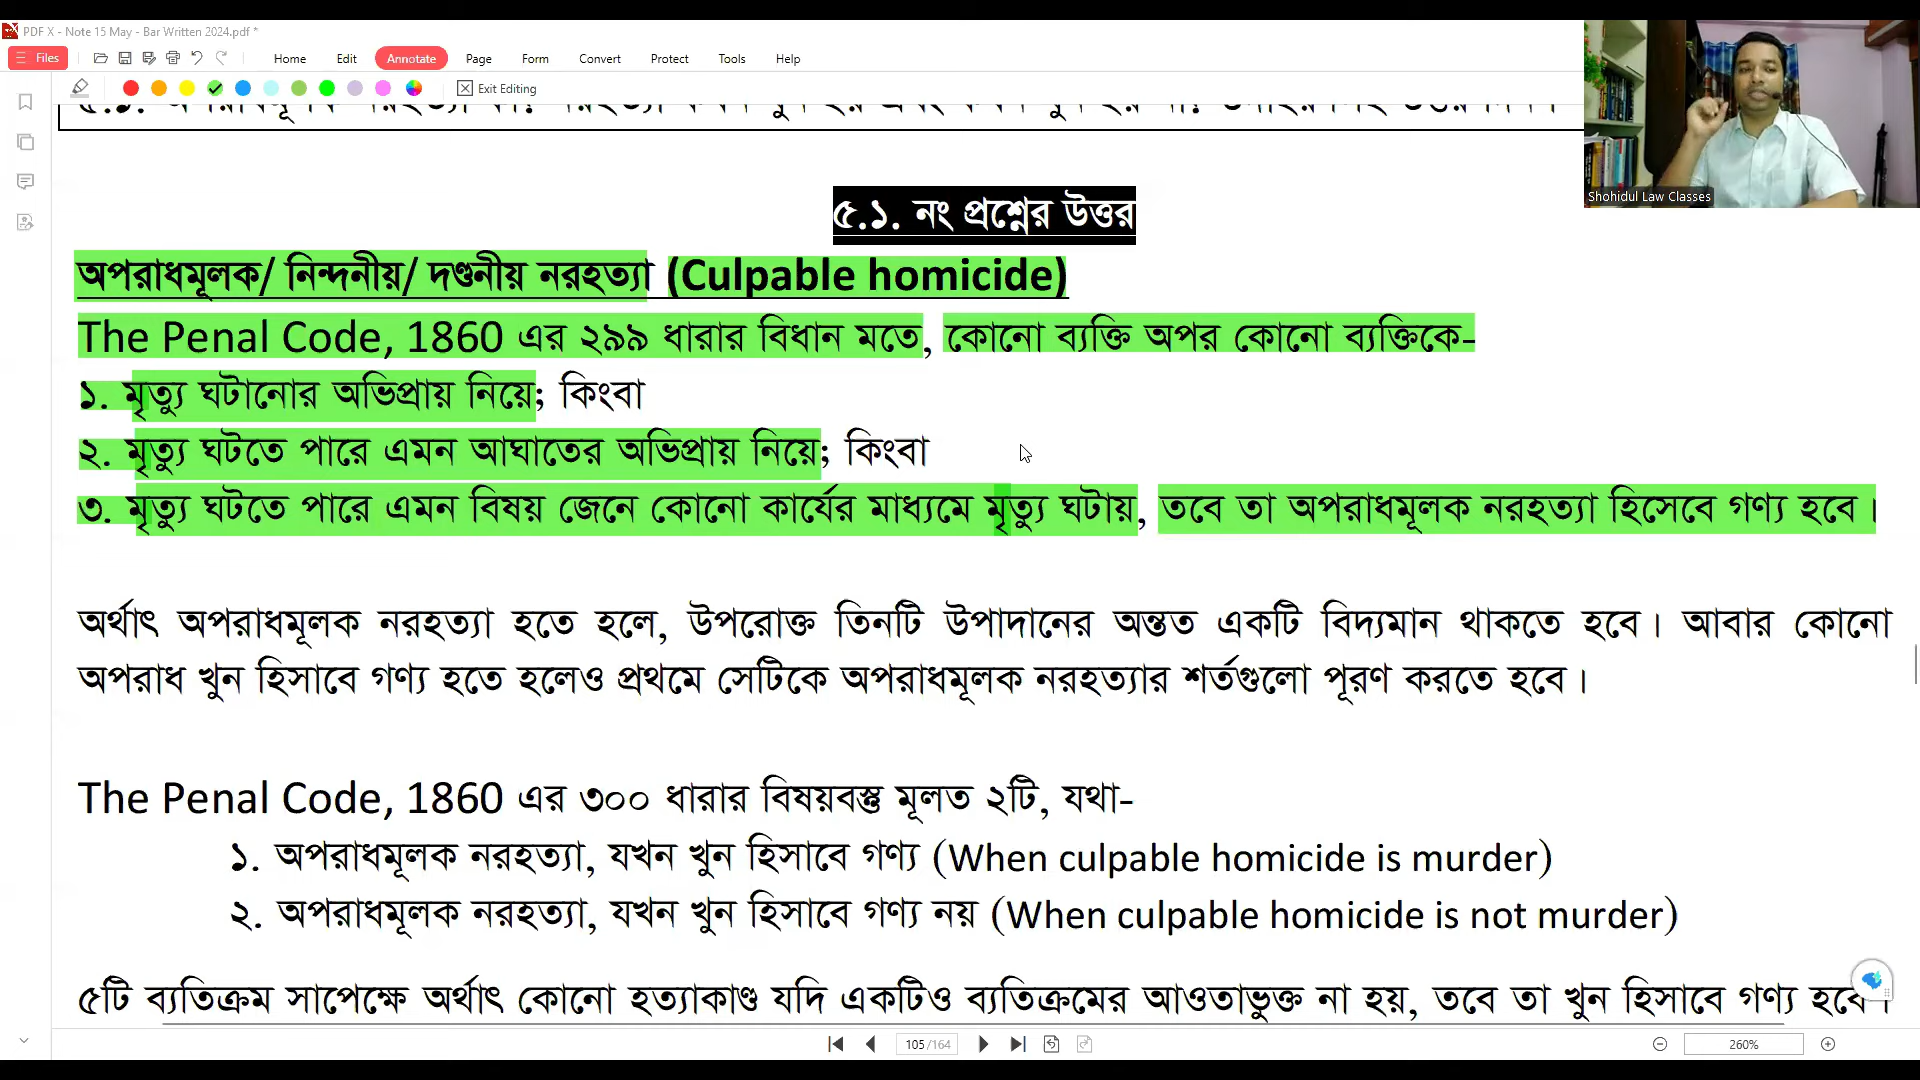 PDF X - Note 15 May - Bar Written 2024.pdf *
Files Home Edit Annotate Page Form Convert Protect Tools Help
Exit Editing
Shohidul Law Classes
৫.১. নং প্রশ্নের উত্তর
অপরাধমূলক/ নিন্দনীয়/ দণ্ডনীয় নরহত্যা (Culpable homicide)
The Penal Code, 1860 এর ২৯৯ ধারার বিধান মতে, কোনো ব্যক্তি অপর কোনো ব্যক্তিকে-
১. মৃত্যু ঘটানোর অভিপ্রায় নিয়ে; কিংবা
২. মৃত্যু ঘটতে পারে এমন আঘাতের অভিপ্রায় নিয়ে; কিংবা
৩. মৃত্যু ঘটতে পারে এমন বিষয় জেনে কোনো কার্যের মাধ্যমে মৃত্যু ঘটায়, তবে তা অপরাধমূলক নরহত্যা হিসেবে গণ্য হবে।
অর্থাৎ অপরাধমূলক নরহত্যা হতে হলে, উপরোক্ত তিনটি উপাদানের অন্তত একটি বিদ্যমান থাকতে হবে। আবার কোনো
অপরাধ খুন হিসাবে গণ্য হতে হলেও প্রথমে সেটিকে অপরাধমূলক নরহত্যার শর্তগুলো পূরণ করতে হবে।
The Penal Code, 1860 এর ৩০০ ধারার বিষয়বস্তু মূলত ২টি, যথা-
১. অপরাধমূলক নরহত্যা, যখন খুন হিসাবে গণ্য (When culpable homicide is murder)
২. অপরাধমূলক নরহত্যা, যখন খুন হিসাবে গণ্য নয় (When culpable homicide is not murder)
৫টি ব্যতিক্রম সাপেক্ষে অর্থাৎ কোনো হত্যাকাণ্ড যদি একটিও ব্যতিক্রমের আওতাভুক্ত না হয়, তবে তা খুন হিসাবে গণ্য হবে।
105 /164
260%